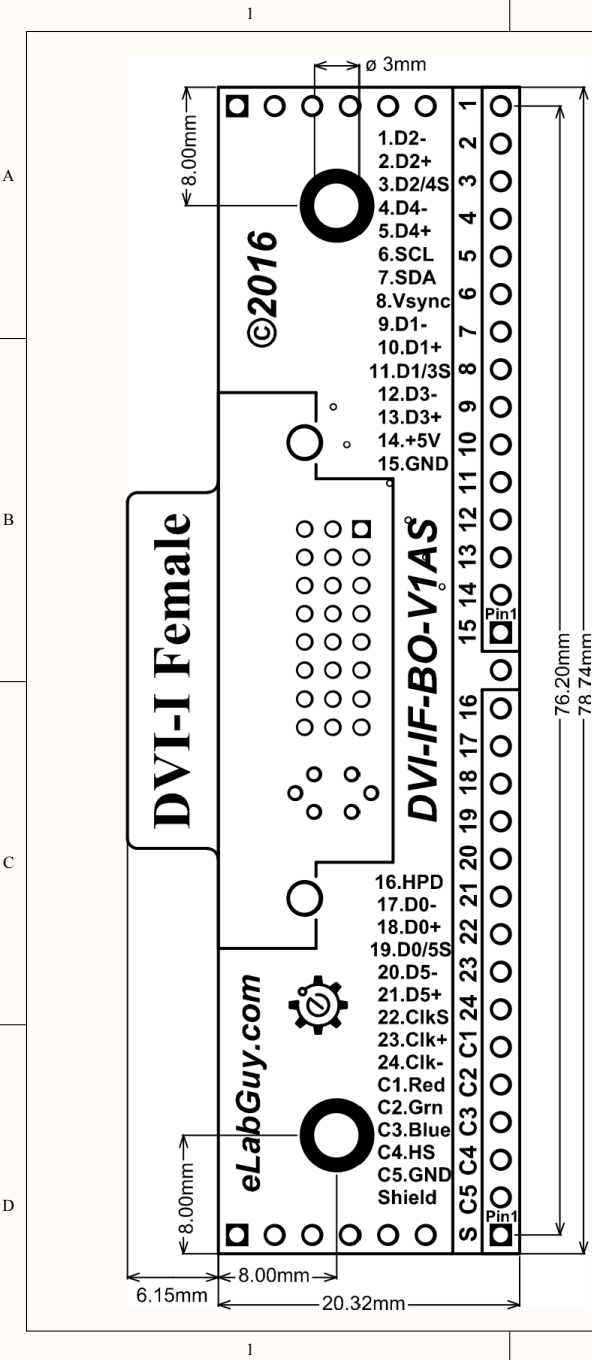 1
A
B
C
D
ø 3mm
8.00mm
1.D2-
2.D2+
3.D2/4S
4.D4-
5.D4+
6.SCL
7.SDA
8.Vsync
9.D1-
10.D1+
11.D1/3S
12.D3-
13.D3+
14.+5V
15.GND
©2016
DVI-I Female
DVI-IF-BO-V1AS
1
2
3
4
5
6
7
8
9
10
11
12
13
14
Pin1
15
16
17
18
19
20
21
22
23
24
C1
C2
C3
C4
C5
Pin1
S
76.20mm
78.74mm
16.HPD
17.D0-
18.D0+
19.D0/5S
20.D5-
21.D5+
22.ClkS
23.Clk+
24.Clk-
C1.Red
C2.Grn
C3.Blue
C4.HS
C5.GND
Shield
eLabGuy.com
e
8.00mm
8.00mm
6.15mm
20.32mm
1